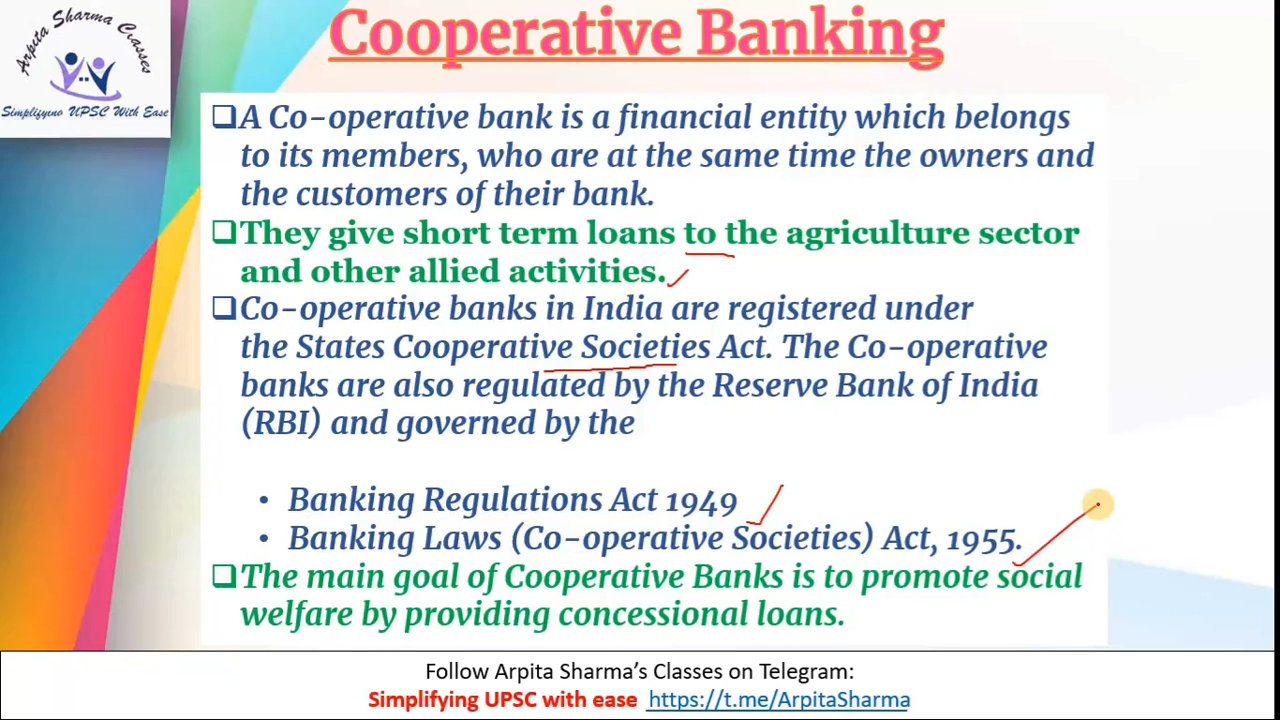 Arpita Sharma Classes
Simplifying UPSC With Ease
Cooperative Banking
❑A Co-operative bank is a financial entity which belongs
to its members, who are at the same time the owners and
the customers of their bank.
❑They give short term loans to the agriculture sector
and other allied activities.
❑Co-operative banks in India are registered under
the States Cooperative Societies Act. The Co-operative
banks are also regulated by the Reserve Bank of India
(RBI) and governed by the
• Banking Regulations Act 1949
• Banking Laws (Co-operative Societies) Act, 1955.
❑The main goal of Cooperative Banks is to promote social
welfare by providing concessional loans.
Follow Arpita Sharma's Classes on Telegram:
Simplifying UPSC with ease https://t.me/ArpitaSharma